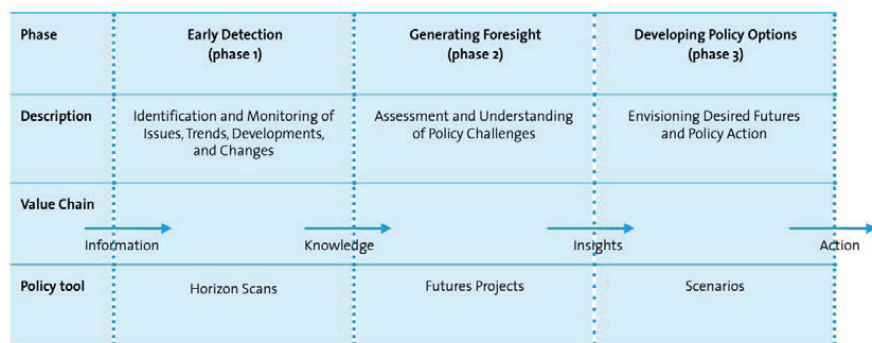 Phase
Early Detection
(phase 1)
Generating Foresight
(phase 2)
Developing Policy Options
(phase 3)
Description
Identification and Monitoring of
Issues, Trends, Developments,
and Changes
Assessment and Understanding
of Policy Challenges
Envisioning Desired Futures
and Policy Action
Value Chain
Information
Knowledge
Insights
Action
Policy tool
Horizon Scans
Futures Projects
Scenarios